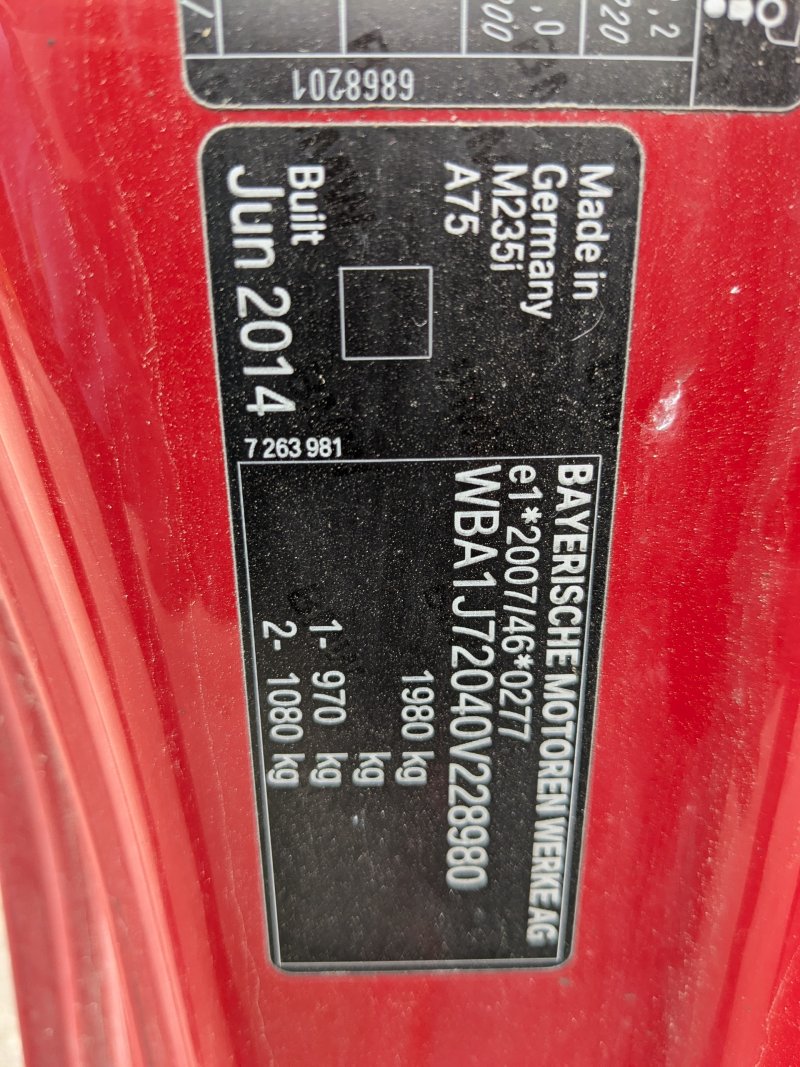 Made in
Germany
M235i
A75
Built
Jun 2014
7 263 981
BAYERISCHE MOTOREN WERKE AG
e1*2007/46*0277
WBA1J72040V228980
1980 kg
kg
1- 970 kg
2- 1080 kg
6868201